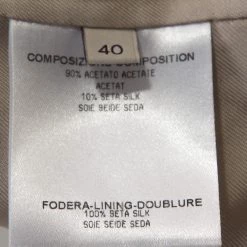 40
COMPOSIZIONE-COMPOSITION
90% ACETATO ACETATE
ACETAT
10% SETA SILK
SOIE SEIDE SEDA
FODERA-LINING-DOUBLURE
100% SETA SILK
SOIE SEIDE SEDA